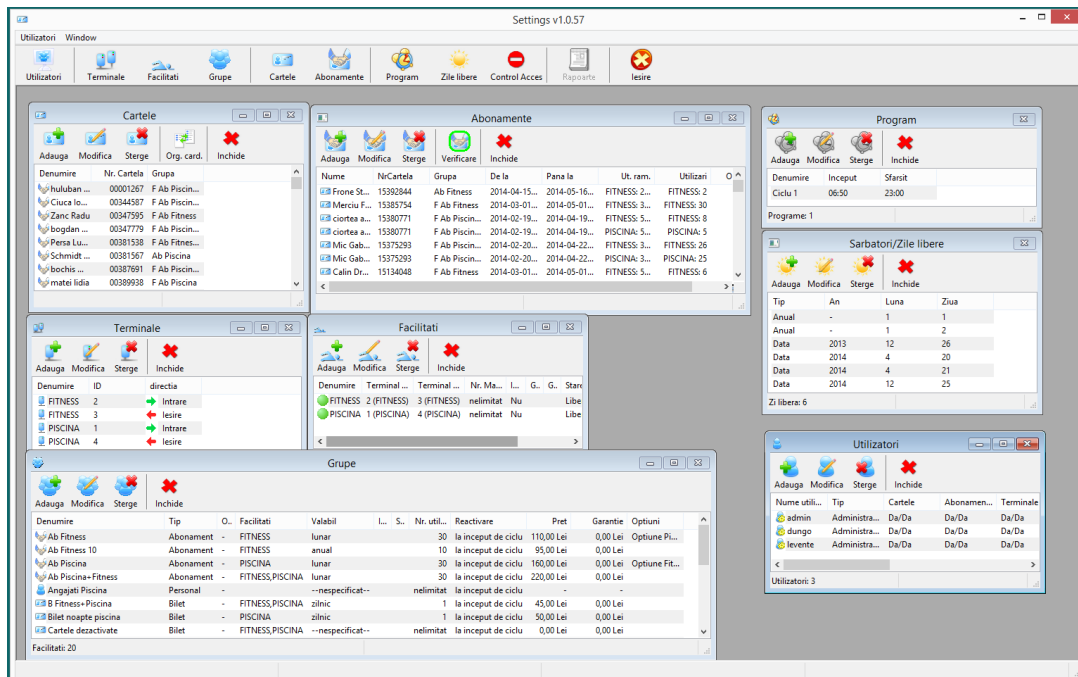 Settings v1.0.57
Utilizatori Window
Utilizatori Terminale Facilitati Grupe Cartele Abonamente Program Zile libere Control Acces Rapoarte Iesire
Cartele
Adauga Modifica Sterge Org. card. Inchide
Denumire Nr. Cartela Grupa
huluban ... 00001267 F Ab Piscin...
Ciuca Io... 00344587 F Ab Piscin...
Zanc Radu 00347595 F Ab Fitness
bogdan ... 00347779 F Ab Piscin...
Persa Lu... 00381538 F Ab Fitnes...
Schmidt ... 00381567 Ab Piscina
bochis ... 00387691 F Ab Piscin...
matei lidia 00389938 F Ab Piscina
Abonamente
Adauga Modifica Sterge Verificare Inchide
Nume NrCartela Grupa De la Pana la Ut. ram. Utilizari O
Frone St... 15392844 Ab Fitness 2014-04-15... 2014-05-16... FITNESS: 2... FITNESS: 2
Merciu F... 15385754 F Ab Fitness 2014-03-01... 2014-05-01... FITNESS: 3... FITNESS: 30
ciortea a... 15380771 F Ab Piscin... 2014-02-19... 2014-04-19... FITNESS: 5... FITNESS: 8
ciortea a... 15380771 F Ab Piscin... 2014-02-19... 2014-04-19... PISCINA: 5... PISCINA: 5
Mic Gab... 15375293 F Ab Piscin... 2014-02-20... 2014-04-22... FITNESS: 3... FITNESS: 26
Mic Gab... 15375293 F Ab Piscin... 2014-02-20... 2014-04-22... PISCINA: 3... PISCINA: 25
Calin Dr... 15134048 F Ab Fitness 2014-03-01... 2014-05-01... FITNESS: 5... FITNESS: 6
Program
Adauga Modifica Sterge Inchide
Denumire Inceput Sfarsit
Ciclu 1 06:50 23:00
Programe: 1
Sarbatori/Zile libere
Adauga Modifica Sterge Inchide
Tip An Luna Ziua
Anual - 1 1
Anual - 1 2
Data 2013 12 26
Data 2014 4 20
Data 2014 4 21
Data 2014 12 25
Zi libera: 6
Terminale
Adauga Modifica Sterge Inchide
Denumire ID directia
FITNESS 2 Intrare
FITNESS 3 Iesire
PISCINA 1 Intrare
PISCINA 4 Iesire
Facilitati
Adauga Modifica Sterge Inchide
Denumire Terminal ... Terminal ... Nr. Ma... I... G.. G.. Stare
FITNESS 2 (FITNESS) 3 (FITNESS) nelimitat Nu Libe
PISCINA 1 (PISCINA) 4 (PISCINA) nelimitat Nu Libe
Utilizatori
Adauga Modifica Sterge Inchide
Nume utili... Tip Cartele Abonamen... Terminale
admin Administra... Da/Da Da/Da Da/Da
dungo Administra... Da/Da Da/Da Da/Da
levente Administra... Da/Da Da/Da Da/Da
Utilizatori: 3
Grupe
Adauga Modifica Sterge Inchide
Denumire Tip O.. Facilitati Valabil I... S.. Nr. util... Reactivare Pret Garantie Optiuni
Ab Fitness Abonament - FITNESS lunar 30 la inceput de ciclu 110,00 Lei 0,00 Lei Optiune Pi...
Ab Fitness 10 Abonament - FITNESS anual 10 la inceput de ciclu 95,00 Lei 0,00 Lei
Ab Piscina Abonament - PISCINA lunar 30 la inceput de ciclu 160,00 Lei 0,00 Lei Optiune Fit...
Ab Piscina+Fitness Abonament - FITNESS,PISCINA lunar 30 la inceput de ciclu 220,00 Lei 0,00 Lei
Angajati Piscina Personal - --nespecificat-- nelimitat la inceput de ciclu - -
B Fitness+Piscina Bilet - FITNESS,PISCINA zilnic 1 la inceput de ciclu 45,00 Lei 0,00 Lei
Bilet noapte piscina Bilet - PISCINA zilnic 1 la inceput de ciclu 50,00 Lei 0,00 Lei
Cartele dezactivate Bilet - FITNESS,PISCINA --nespecificat-- nelimitat la inceput de ciclu 0,00 Lei 0,00 Lei
Facilitati: 20